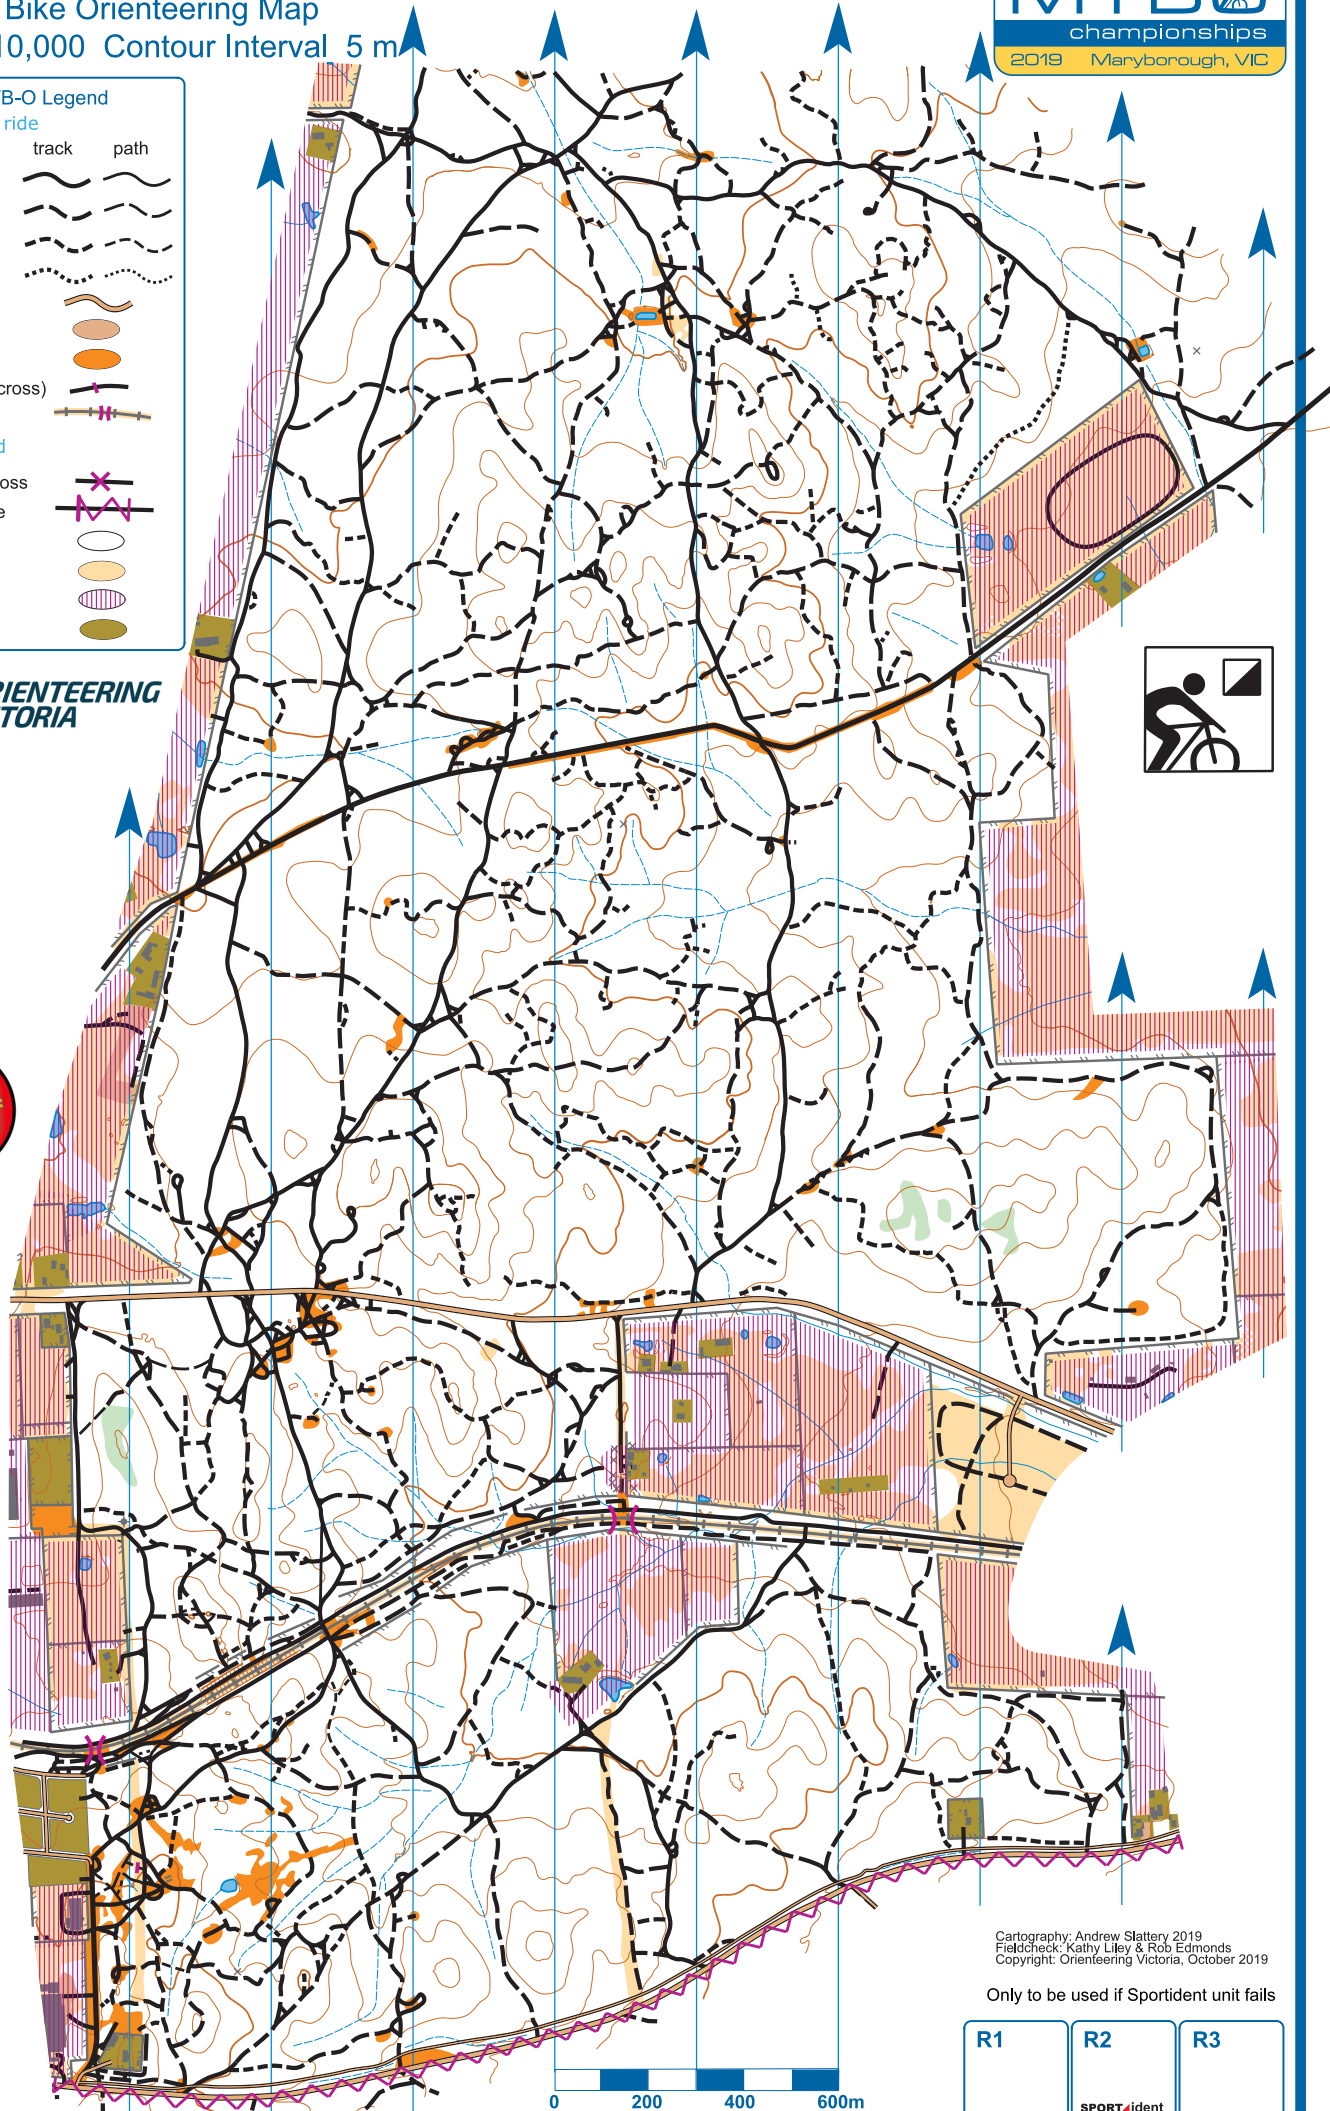 Bike Orienteering Map
10,000 Contour Interval 5 m
championships
2019 Maryborough, VIC
B-O Legend
ride
track path
cross)
d
oss
e
RIENTEERING
TORIA
Cartography: Andrew Slattery 2019
Fieldcheck: Kathy Liley & Rob Edmonds
Copyright: Orienteering Victoria, October 2019
Only to be used if Sportident unit fails
R1 R2 R3
SPORTident
0 200 400 600m